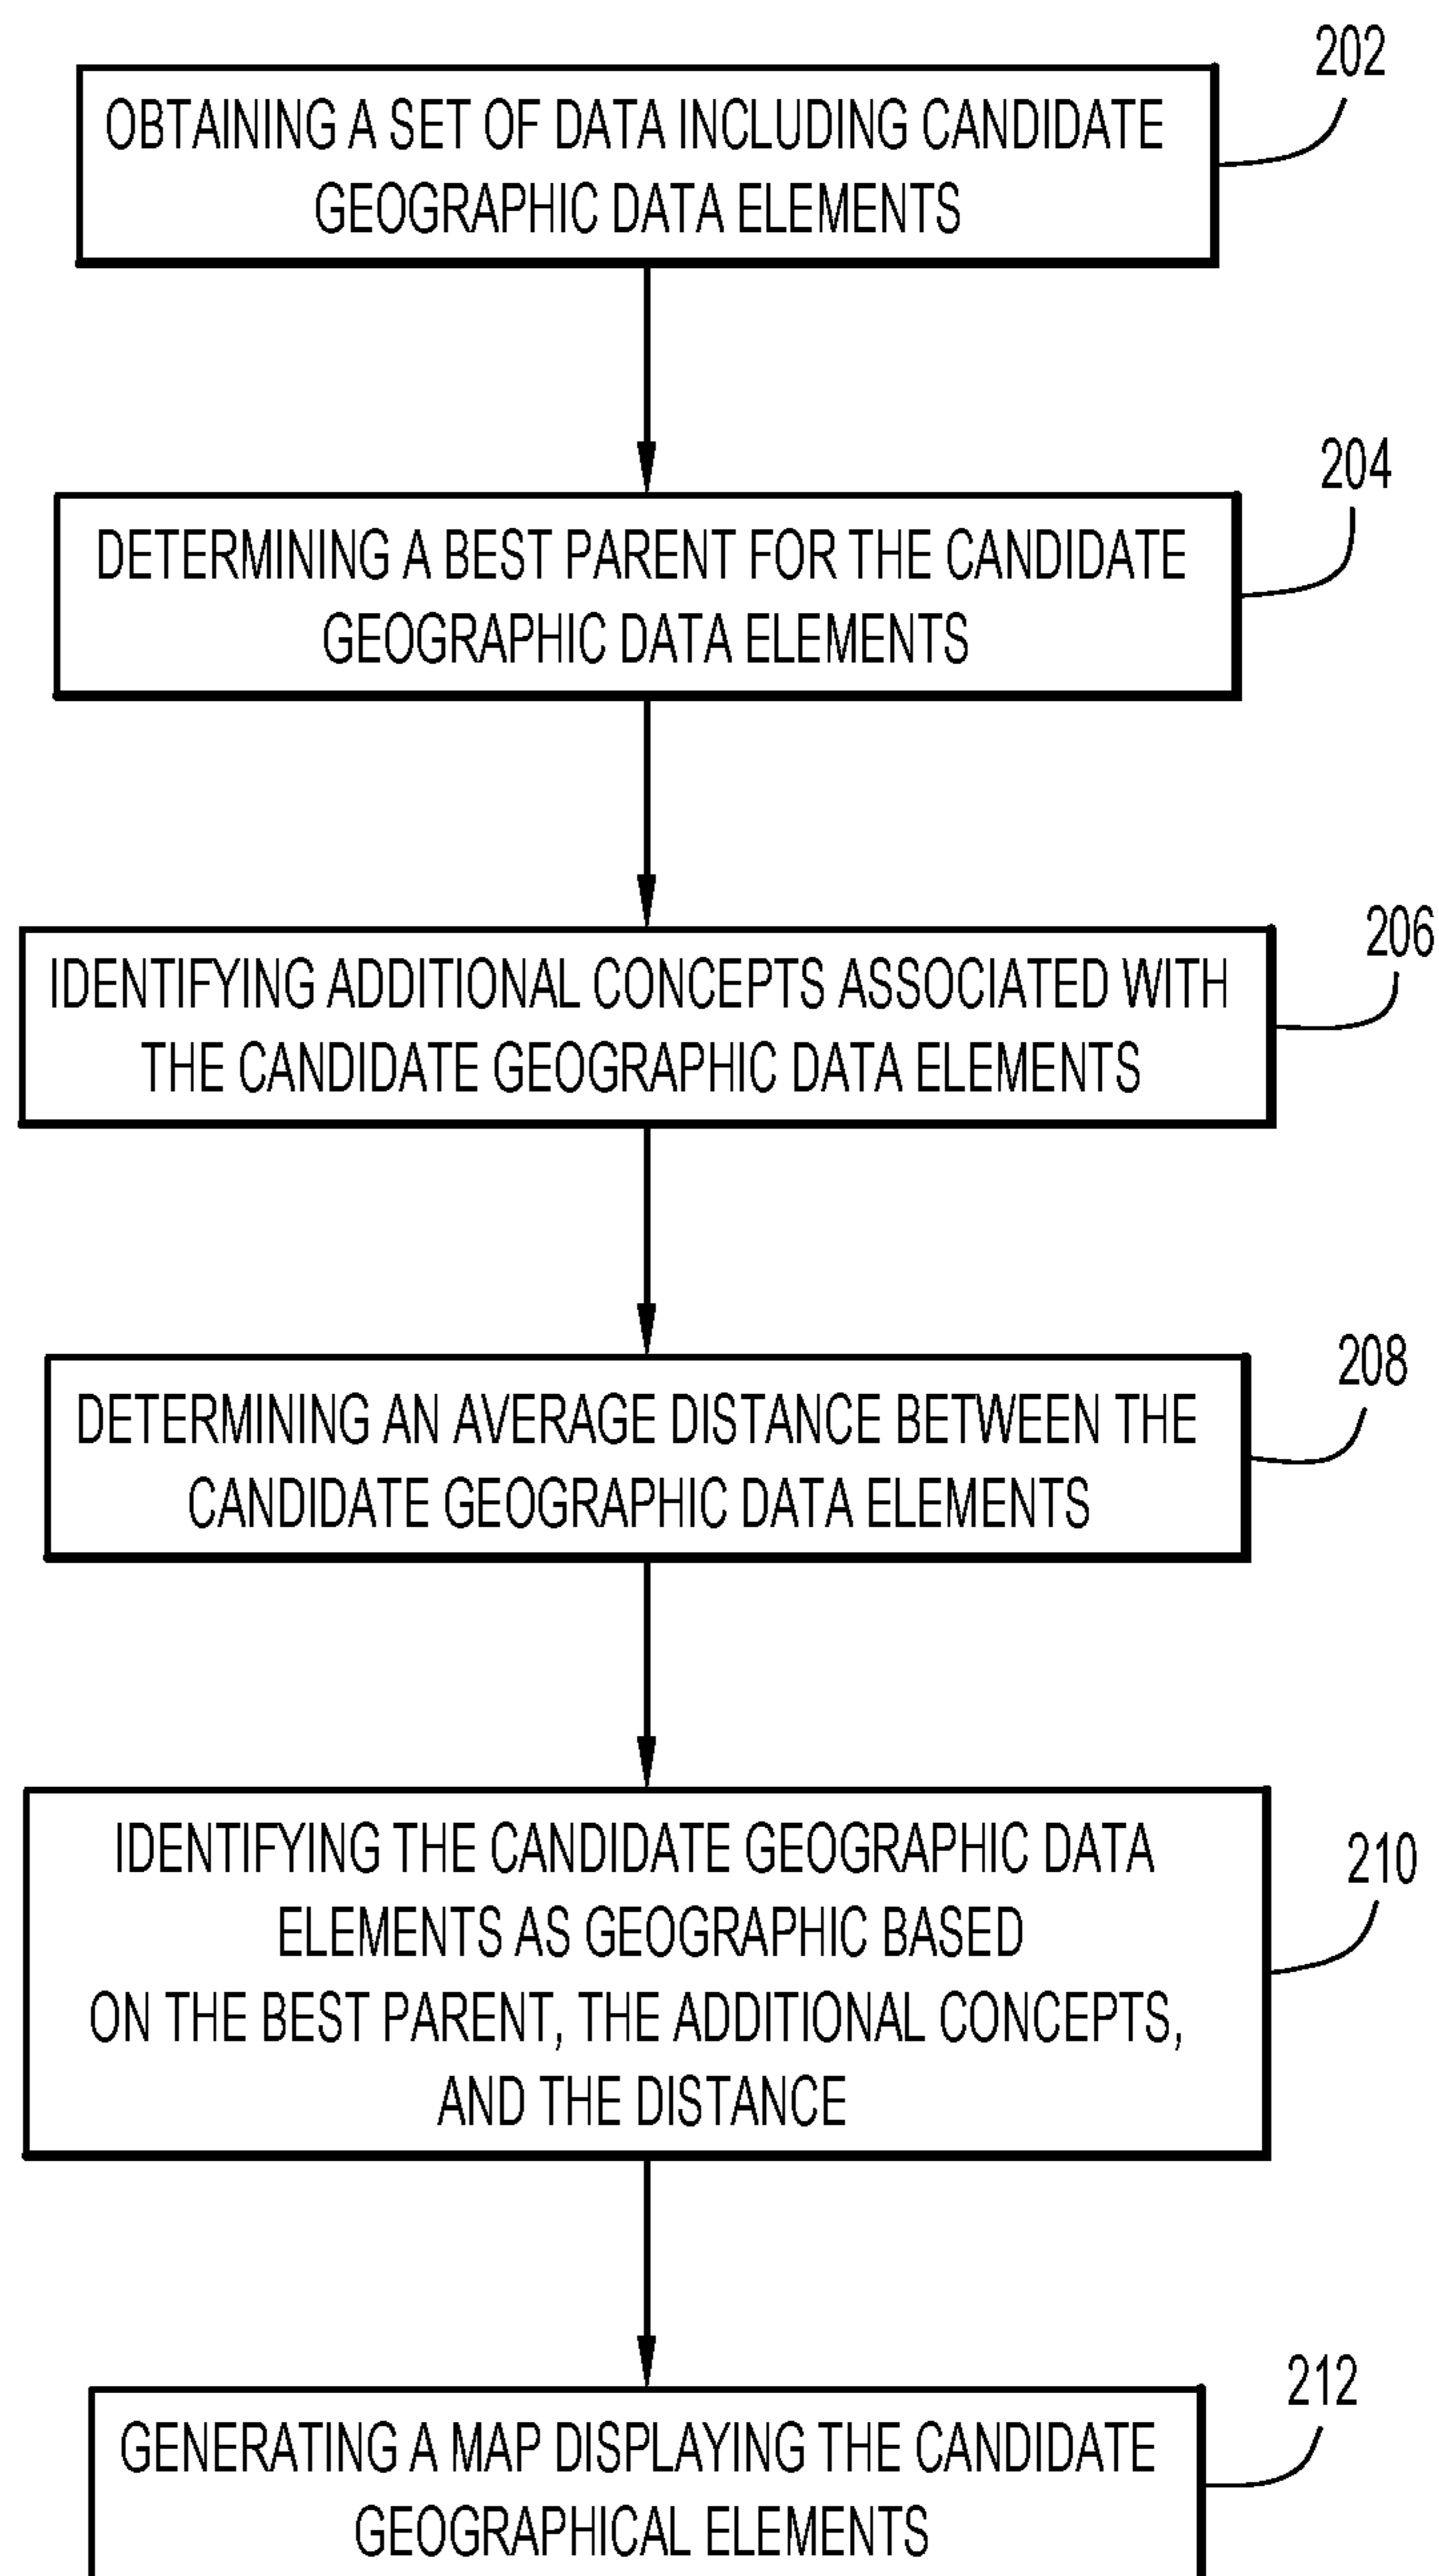 202
OBTAINING A SET OF DATA INCLUDING CANDIDATE
GEOGRAPHIC DATA ELEMENTS
204
DETERMINING A BEST PARENT FOR THE CANDIDATE
GEOGRAPHIC DATA ELEMENTS
206
IDENTIFYING ADDITIONAL CONCEPTS ASSOCIATED WITH
THE CANDIDATE GEOGRAPHIC DATA ELEMENTS
208
DETERMINING AN AVERAGE DISTANCE BETWEEN THE
CANDIDATE GEOGRAPHIC DATA ELEMENTS
210
IDENTIFYING THE CANDIDATE GEOGRAPHIC DATA
ELEMENTS AS GEOGRAPHIC BASED
ON THE BEST PARENT, THE ADDITIONAL CONCEPTS,
AND THE DISTANCE
212
GENERATING A MAP DISPLAYING THE CANDIDATE
GEOGRAPHICAL ELEMENTS